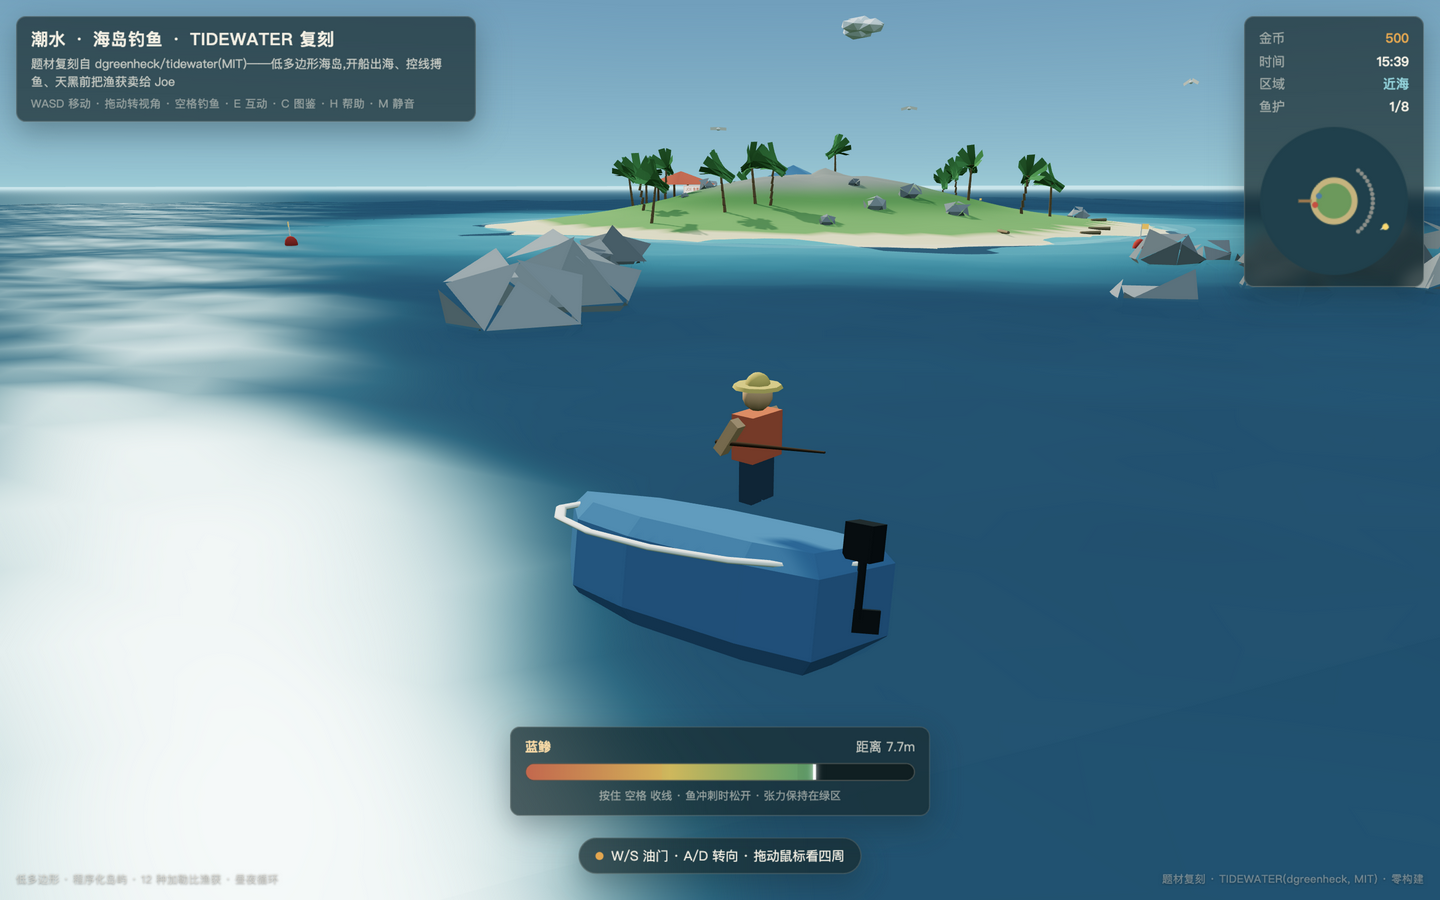 潮水 · 海岛钓鱼 · TIDEWATER 复刻
题材复刻自 dgreenheck/tidewater(MIT)——低多边形海岛,开船出海、控线搏
鱼、天黑前把渔获卖给 Joe
WASD 移动 · 拖动转视角 · 空格钓鱼 · E 互动 · C 图鉴 · H 帮助 · M 静音
金币 500
时间 15:39
区域 近海
鱼护 1/8
蓝鲹 距离 7.7m
按住 空格 收线 · 鱼冲刺时松开 · 张力保持在绿区
W/S 油门 · A/D 转向 · 拖动鼠标看四周
低多边形 · 程序化岛屿 · 12 种加勒比渔获 · 昼夜循环
题材复刻 · TIDEWATER(dgreenheck, MIT) · 零构建